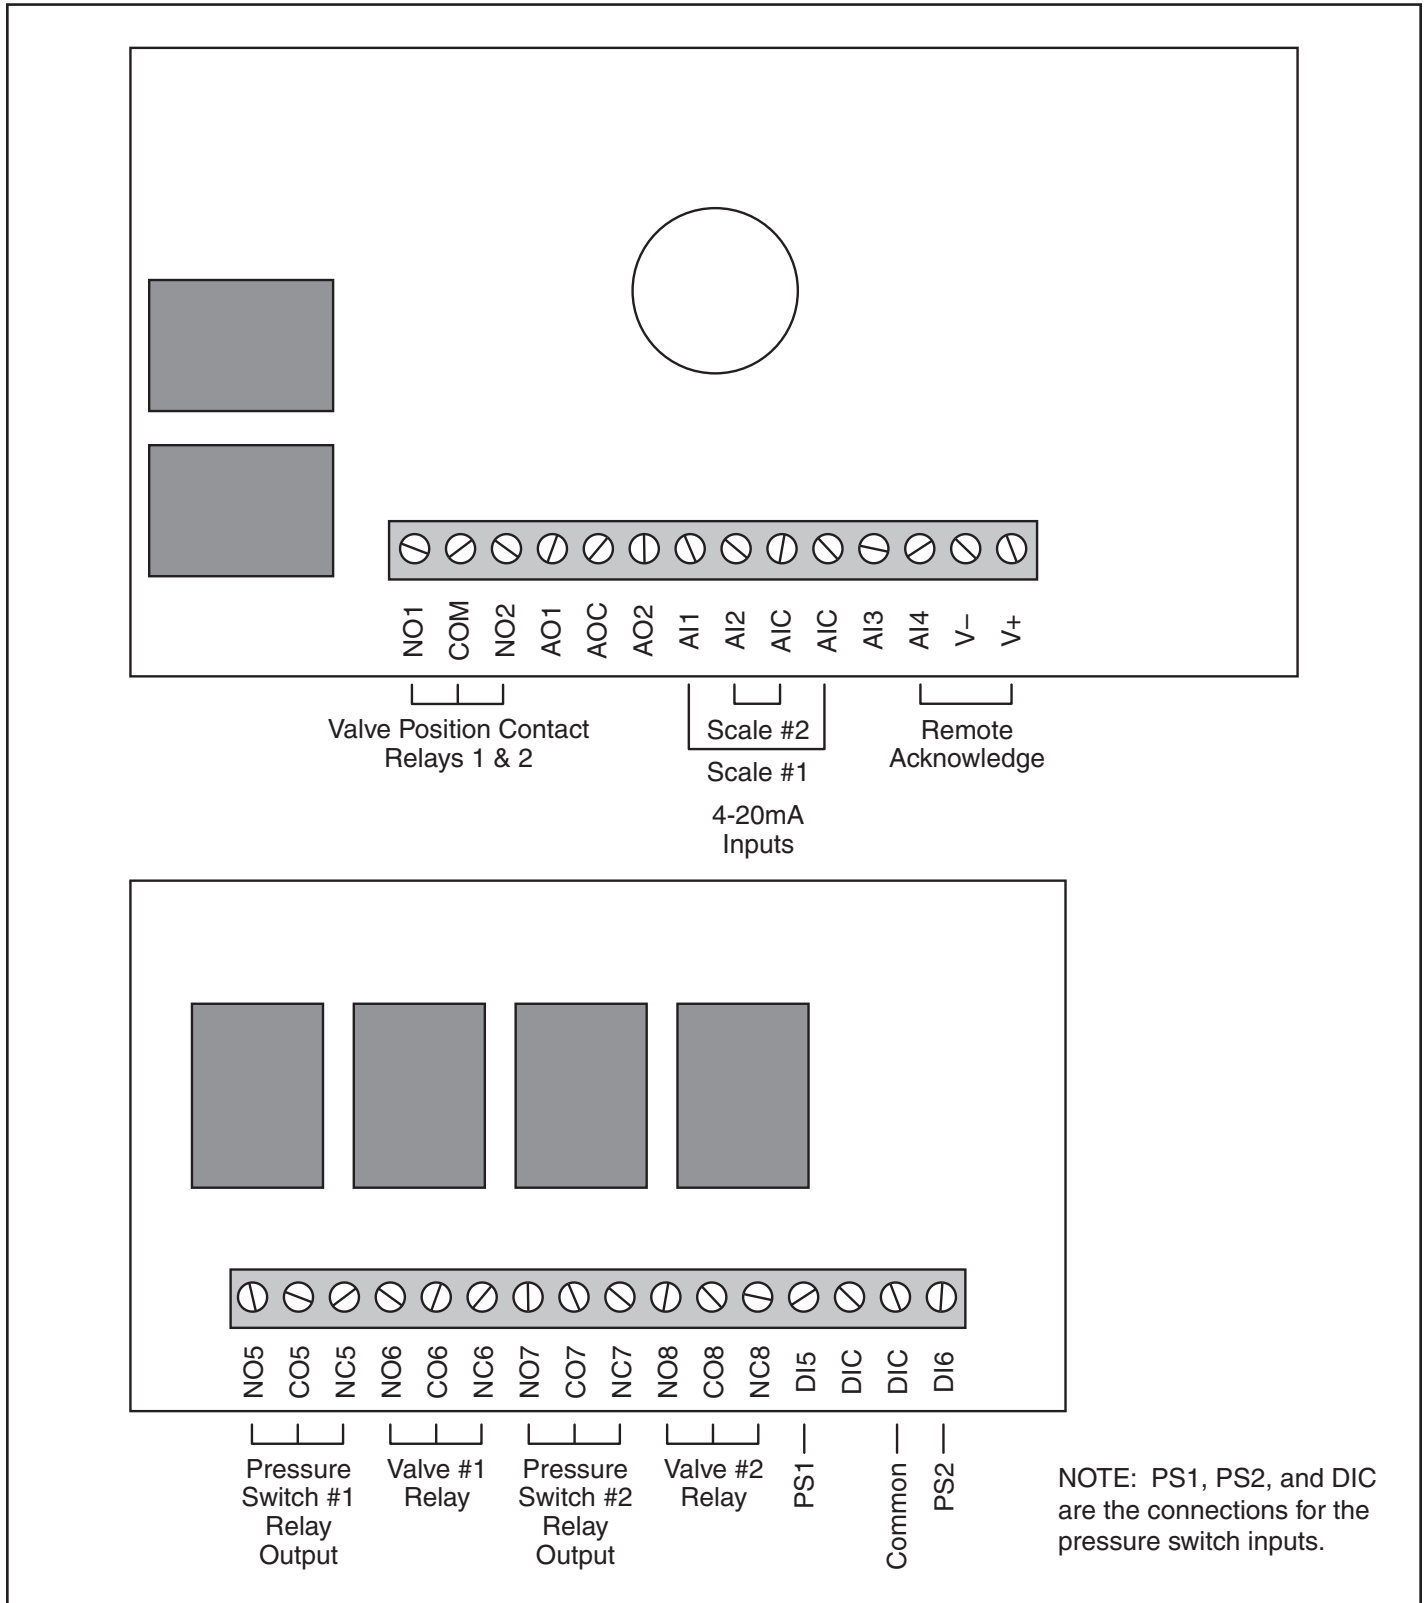 NO1 COM NO2 AO1 AOC AO2 AI1 AI2 AIC AIC AI3 AI4 V– V+
Valve Position Contact
Relays 1 & 2
Scale #2
Scale #1
4-20mA
Inputs
Remote
Acknowledge
NO5 CO5 NC5 NO6 CO6 NC6 NO7 CO7 NC7 NO8 CO8 NC8 DI5 DIC DIC DI6
Pressure
Switch #1
Relay
Output
Valve #1
Relay
Pressure
Switch #2
Relay
Output
Valve #2
Relay
PS1
Common
PS2
NOTE: PS1, PS2, and DIC
are the connections for the
pressure switch inputs.